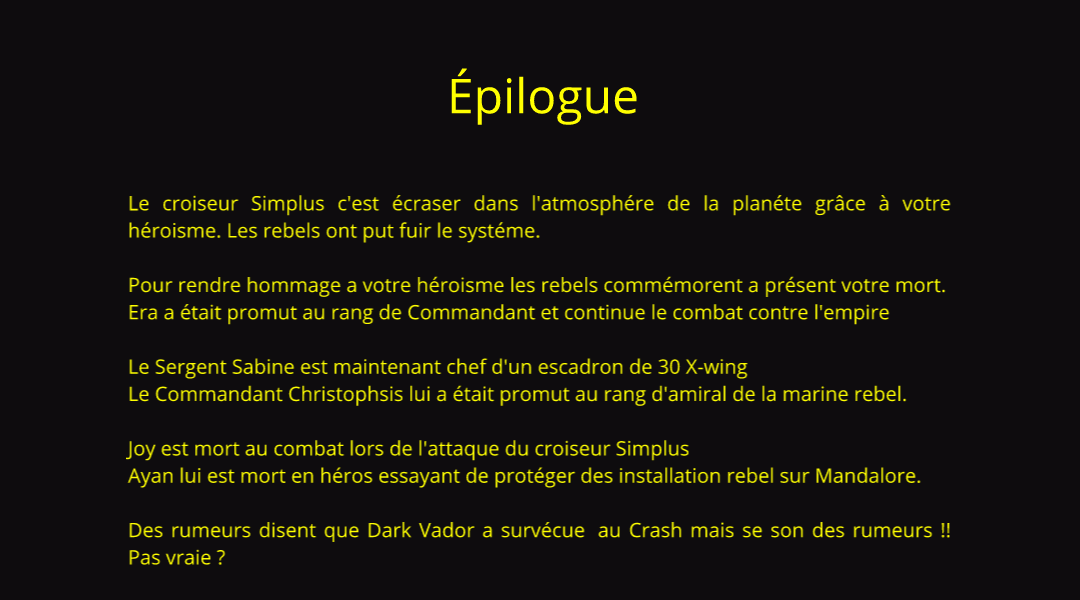 Épilogue
Le croiseur Simplus c'est écraser dans l'atmosphére de la planéte grâce à votre
héroisme. Les rebels ont put fuir le systéme.
Pour rendre hommage a votre héroisme les rebels commémorent a présent votre mort.
Era a était promut au rang de Commandant et continue le combat contre l'empire
Le Sergent Sabine est maintenant chef d'un escadron de 30 X-wing
Le Commandant Christophsis lui a était promut au rang d'amiral de la marine rebel.
Joy est mort au combat lors de l'attaque du croiseur Simplus
Ayan lui est mort en héros essayant de protéger des installation rebel sur Mandalore.
Des rumeurs disent que Dark Vador a survécue au Crash mais se son des rumeurs !!
Pas vraie ?